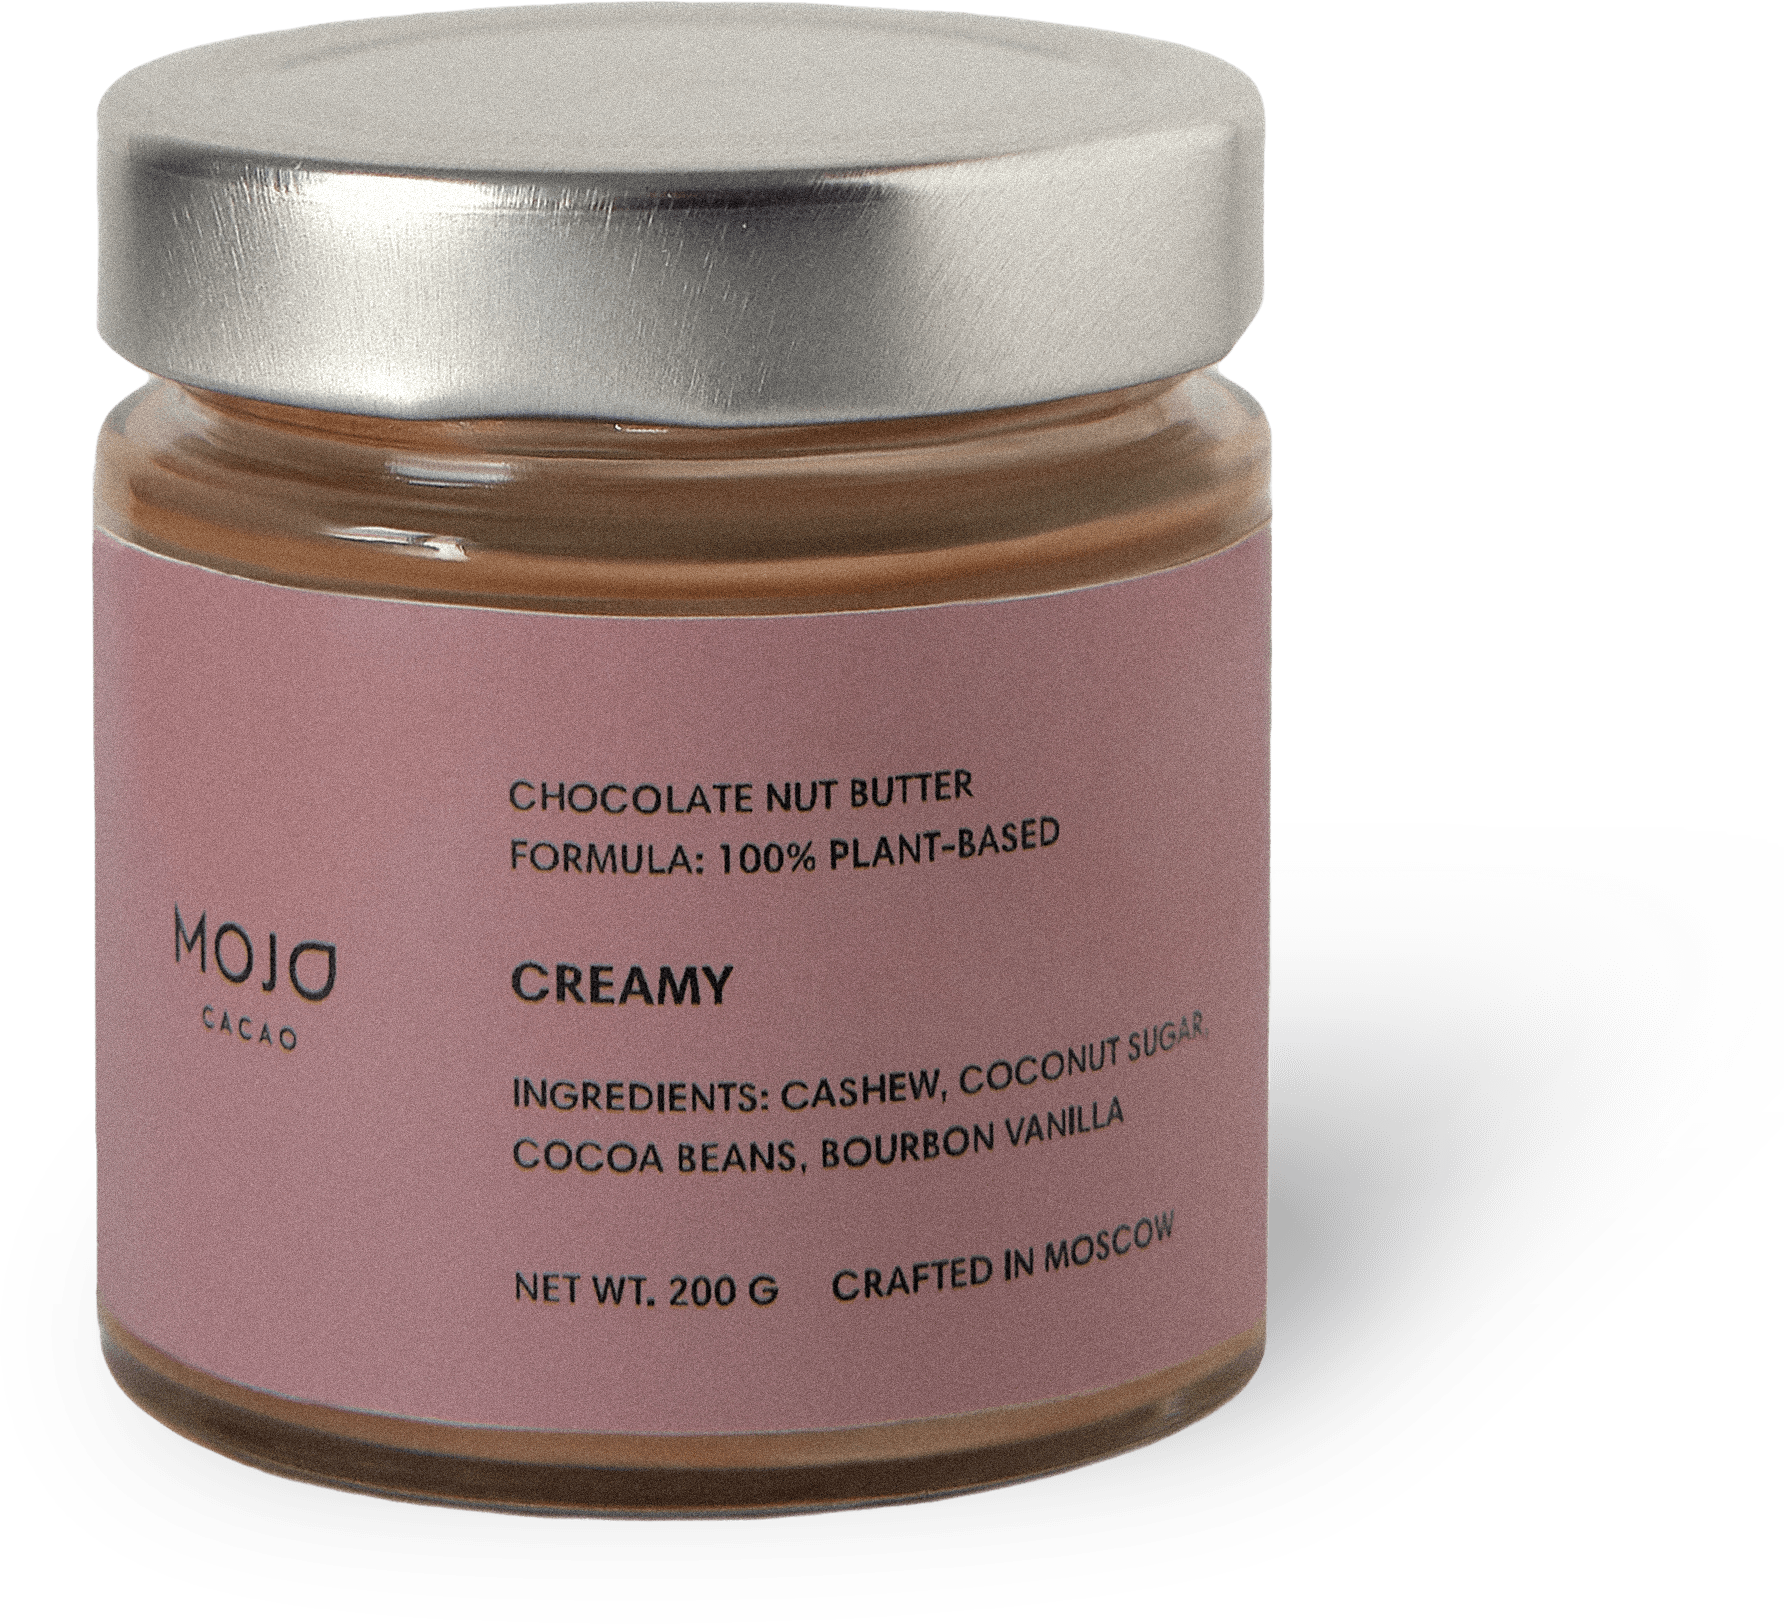 CHOCOLATE NUT BUTTER
FORMULA: 100% PLANT-BASED
MOJO
CACAO
CREAMY
INGREDIENTS: CASHEW, COCONUT SUGAR,
COCOA BEANS, BOURBON VANILLA
NET WT. 200 G CRAFTED IN MOSCOW